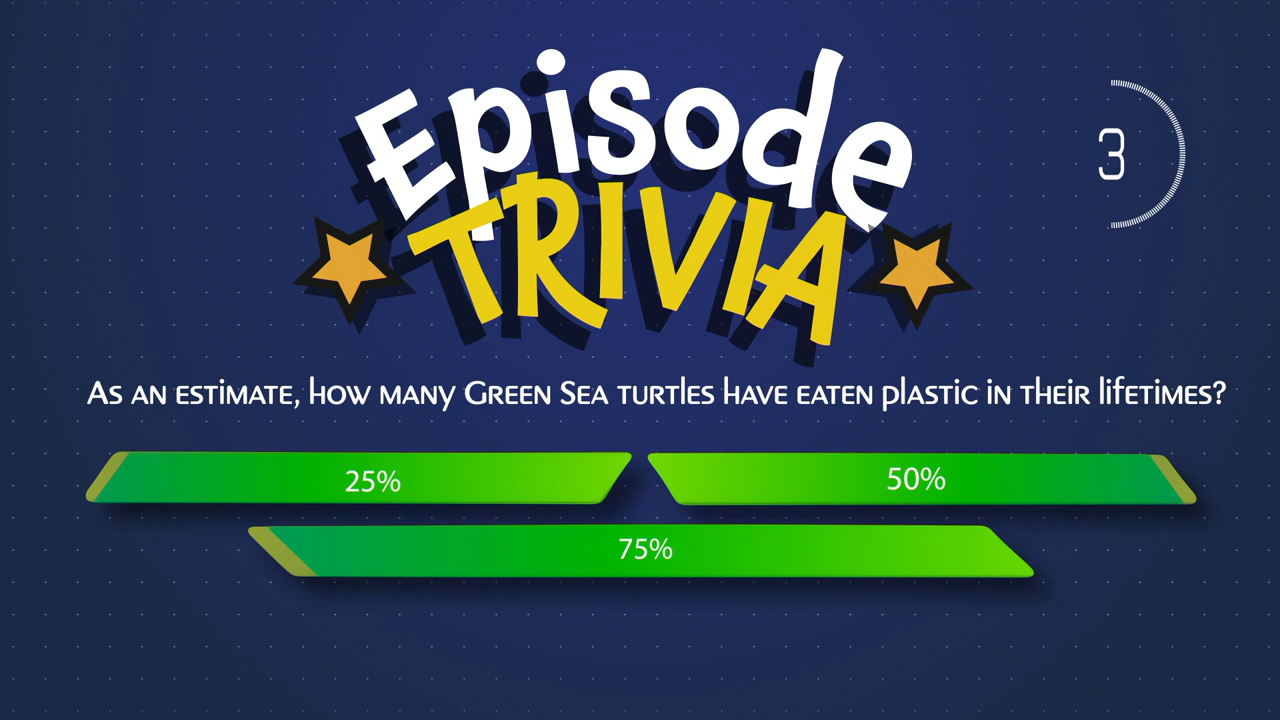 Episode
TRIVIA
3
As an estimate, how many Green Sea turtles have eaten plastic in their lifetimes?
25%
50%
75%